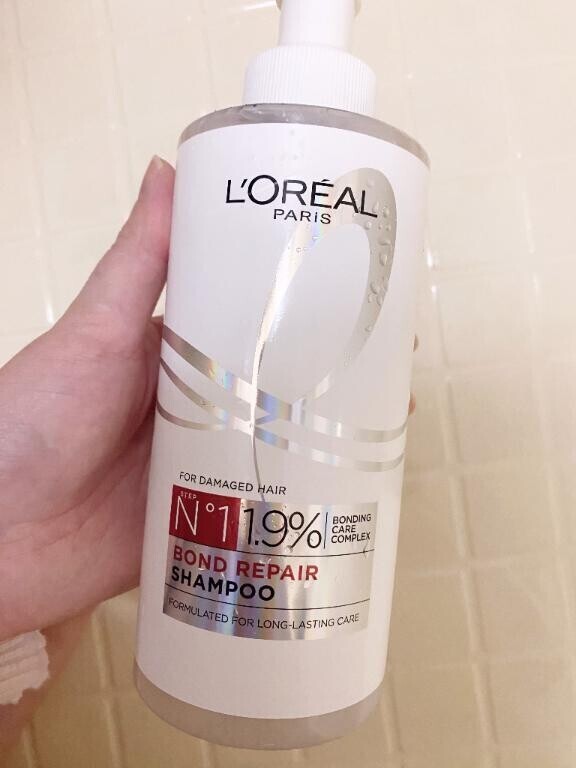 L'ORÉAL
PARIS
FOR DAMAGED HAIR
STEP
N°1
1.9%
BONDING
CARE
COMPLEX
BOND REPAIR
SHAMPOO
FORMULATED FOR LONG-LASTING CARE